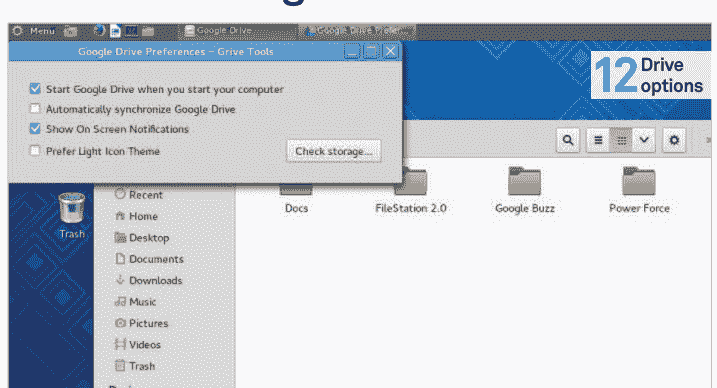 Menu
Google Drive
Google Drive Prefer...
Google Drive Preferences – Grive Tools
Start Google Drive when you start your computer
Automatically synchronize Google Drive
Show On Screen Notifications
Prefer Light Icon Theme
Check storage...
12 Drive
options
Recent
Home
Desktop
Documents
Downloads
Music
Pictures
Videos
Trash
Trash
Docs
FileStation 2.0
Google Buzz
Power Force